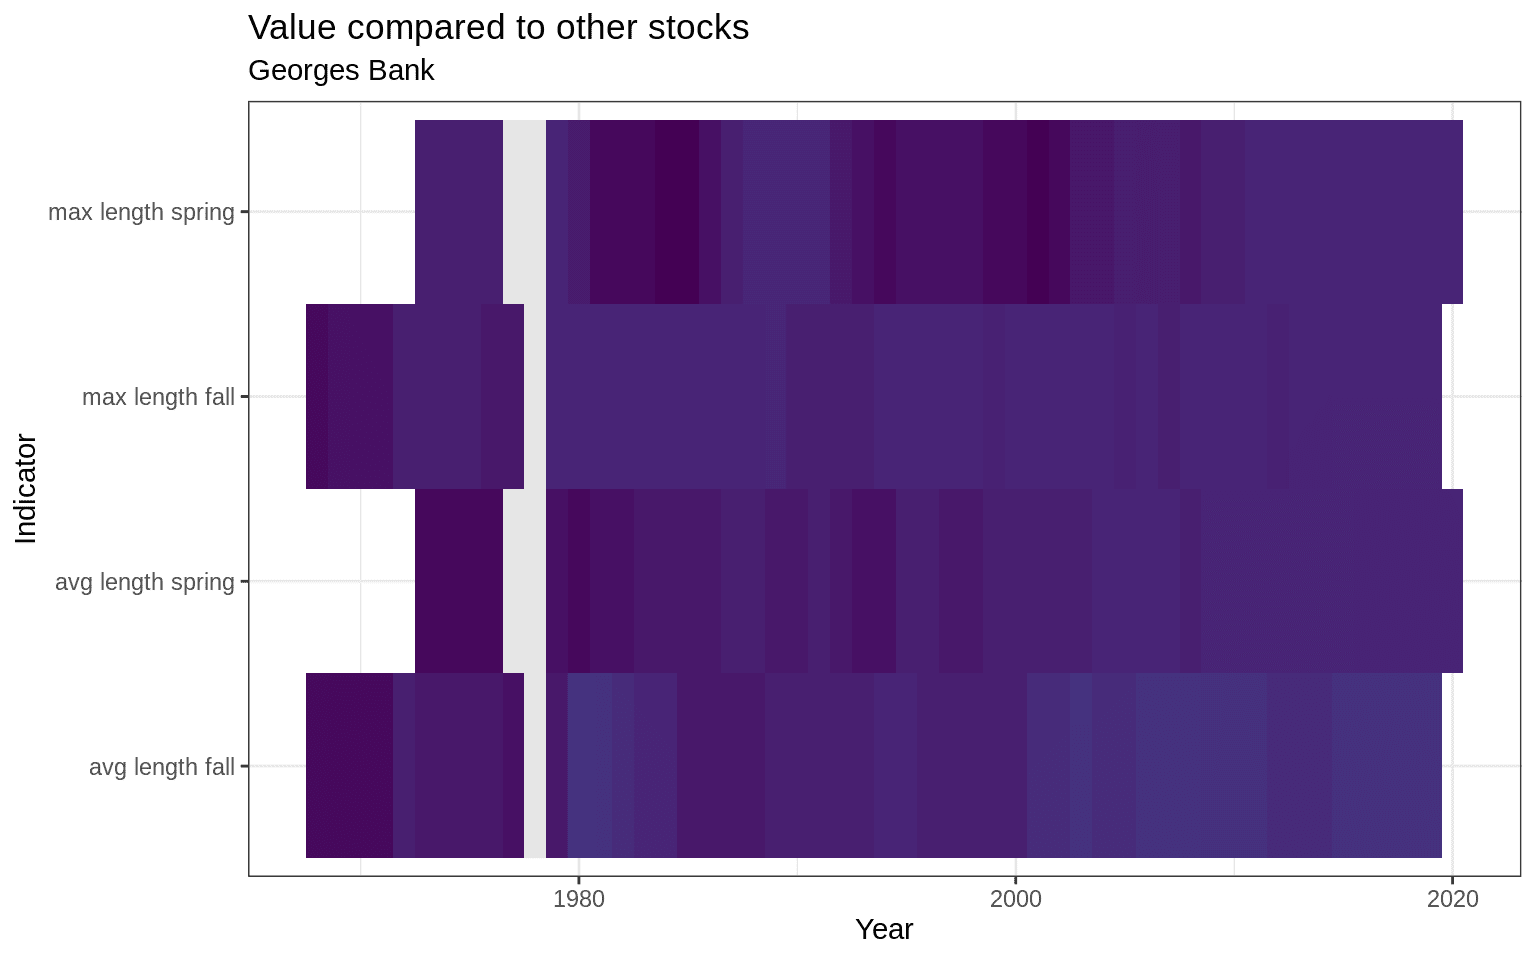 Value compared to other stocks
Georges Bank
max length spring
max length fall
avg length spring
avg length fall
Indicator
1980
2000
2020
Year